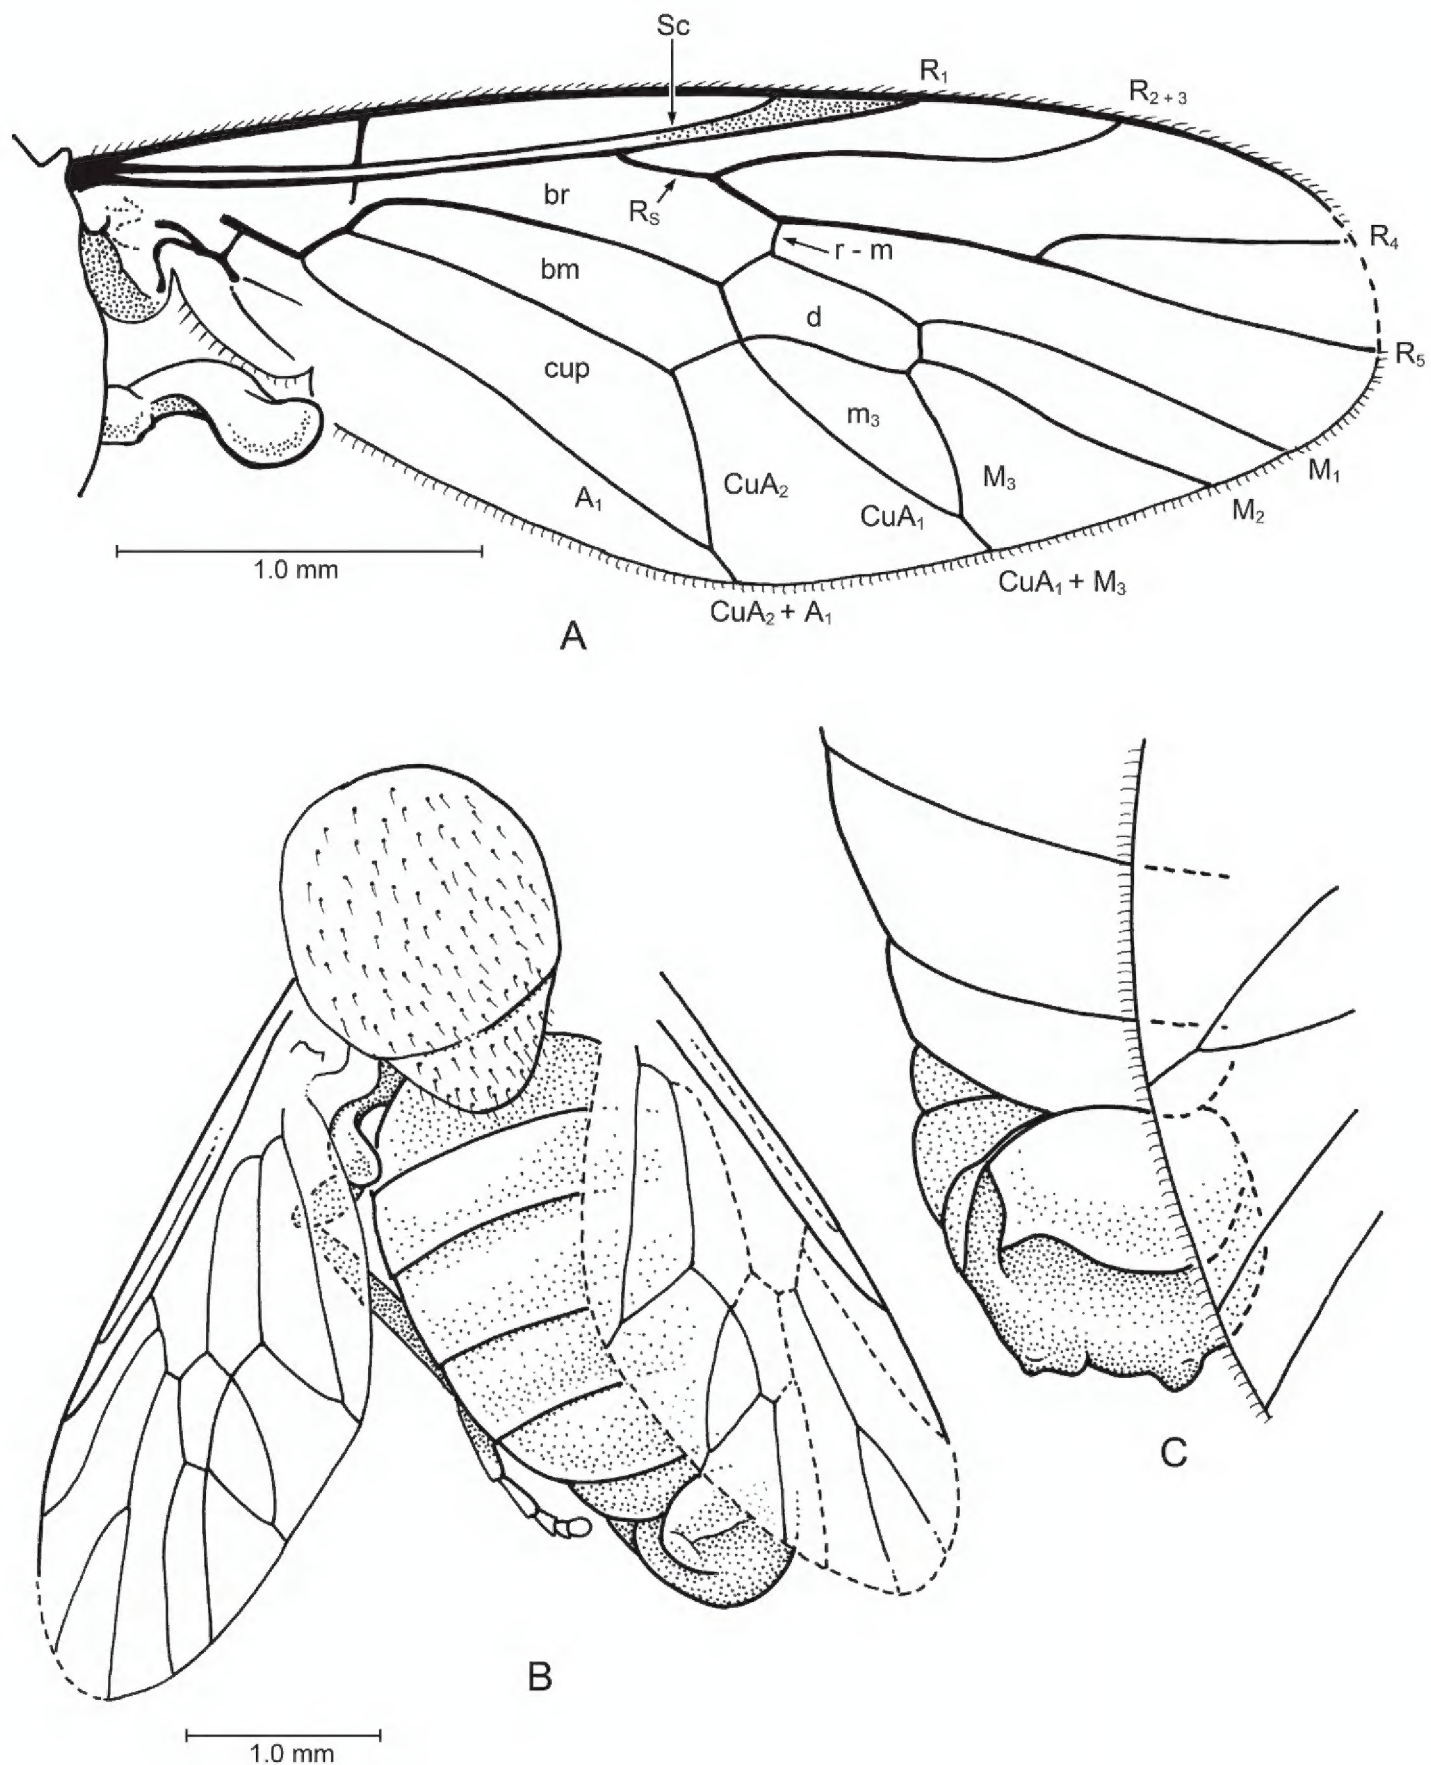 Sc
R₁
R₂ + ₃
br
Rₛ
r - m
R₄
bm
d
cup
R₅
m₃
M₃
M₁
CuA₂
A₁
CuA₁
M₂
1.0 mm
CuA₁ + M₃
CuA₂ + A₁
A
C
B
1.0 mm